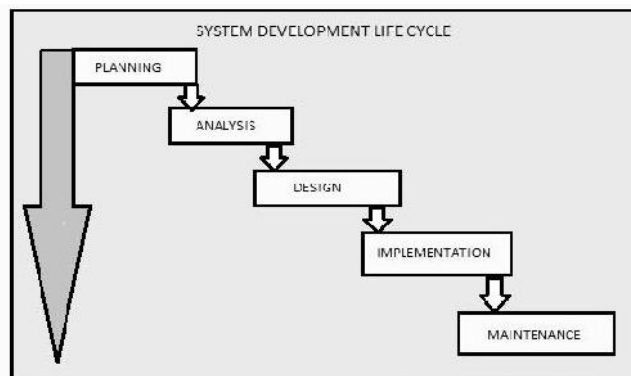 SYSTEM DEVELOPMENT LIFE CYCLE
PLANNING
ANALYSIS
DESIGN
IMPLEMENTATION
MAINTENANCE